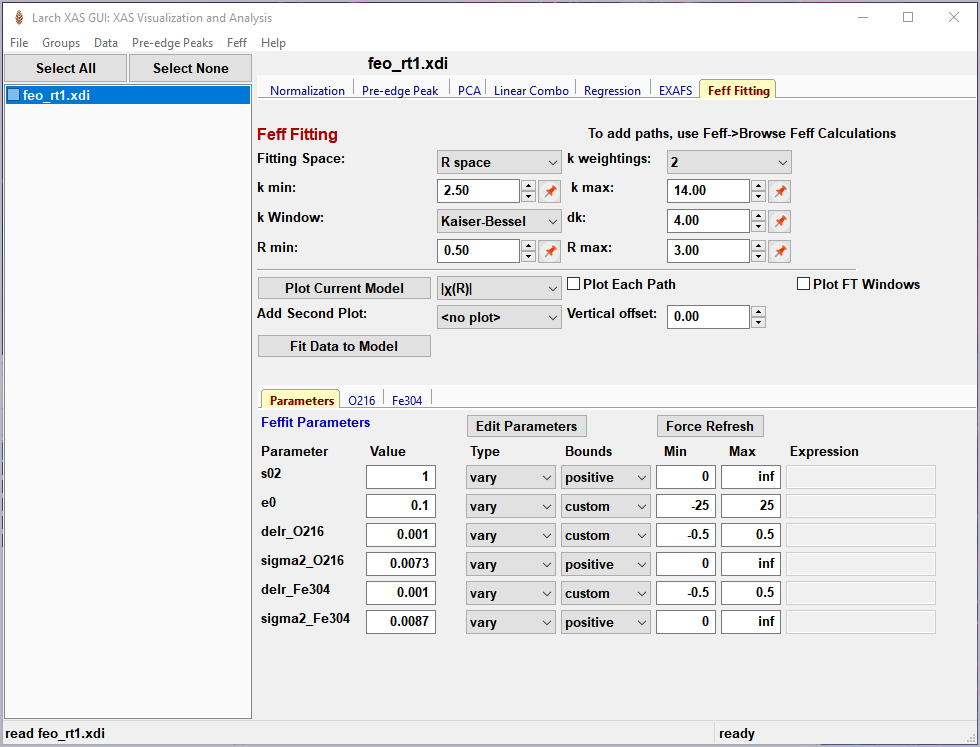 Larch XAS GUI: XAS Visualization and Analysis
File Groups Data Pre-edge Peaks Feff Help
Select All Select None
feo_rt1.xdi
feo_rt1.xdi
Normalization Pre-edge Peak PCA Linear Combo Regression EXAFS Feff Fitting
Feff Fitting To add paths, use Feff->Browse Feff Calculations
Fitting Space: R space k weightings: 2
k min: 2.50 k max: 14.00
k Window: Kaiser-Bessel dk: 4.00
R min: 0.50 R max: 3.00
Plot Current Model |χ(R)| Plot Each Path Plot FT Windows
Add Second Plot: <no plot> Vertical offset: 0.00
Fit Data to Model
Parameters O216 Fe304
Feffit Parameters Edit Parameters Force Refresh
Parameter Value Type Bounds Min Max Expression
s02 1 vary positive 0 inf
e0 0.1 vary custom -25 25
delr_O216 0.001 vary custom -0.5 0.5
sigma2_O216 0.0073 vary positive 0 inf
delr_Fe304 0.001 vary custom -0.5 0.5
sigma2_Fe304 0.0087 vary positive 0 inf
read feo_rt1.xdi ready